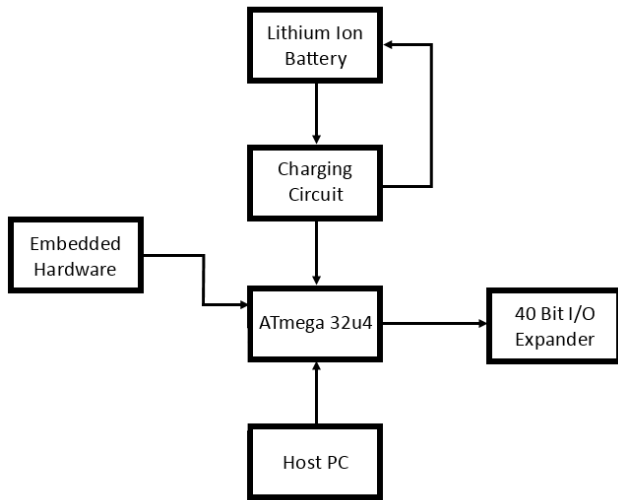 Lithium Ion
Battery
Charging
Circuit
Embedded
Hardware
ATmega 32u4
40 Bit I/O
Expander
Host PC